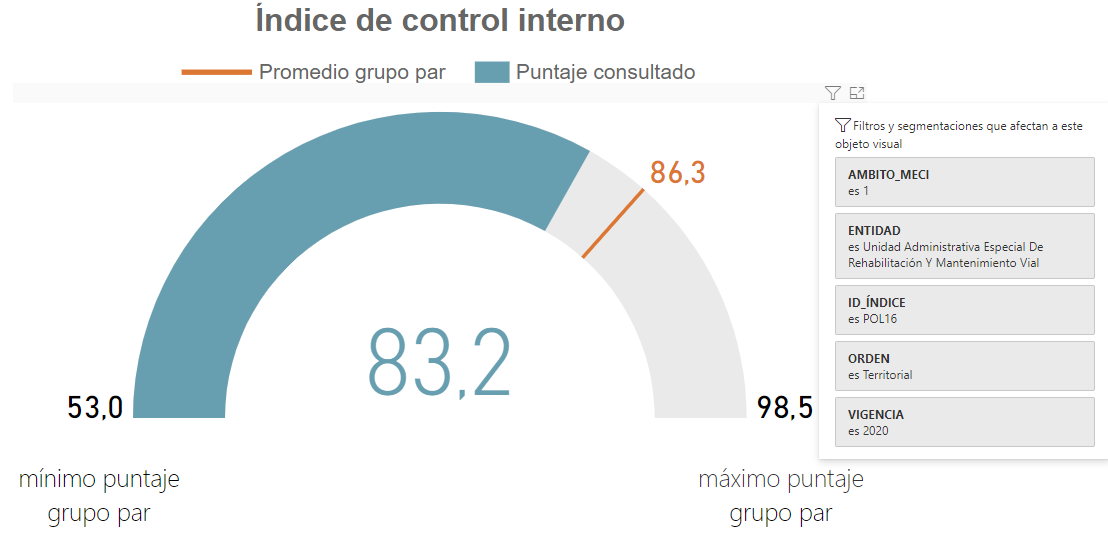 Índice de control interno
Promedio grupo par
Puntaje consultado
Filtros y segmentaciones que afectan a este
objeto visual
AMBITO_MECI
es 1
ENTIDAD
es Unidad Administrativa Especial De
Rehabilitación Y Mantenimiento Vial
ID_ÍNDICE
es POL16
ORDEN
es Territorial
VIGENCIA
es 2020
86,3
83,2
53,0
98,5
mínimo puntaje
grupo par
máximo puntaje
grupo par